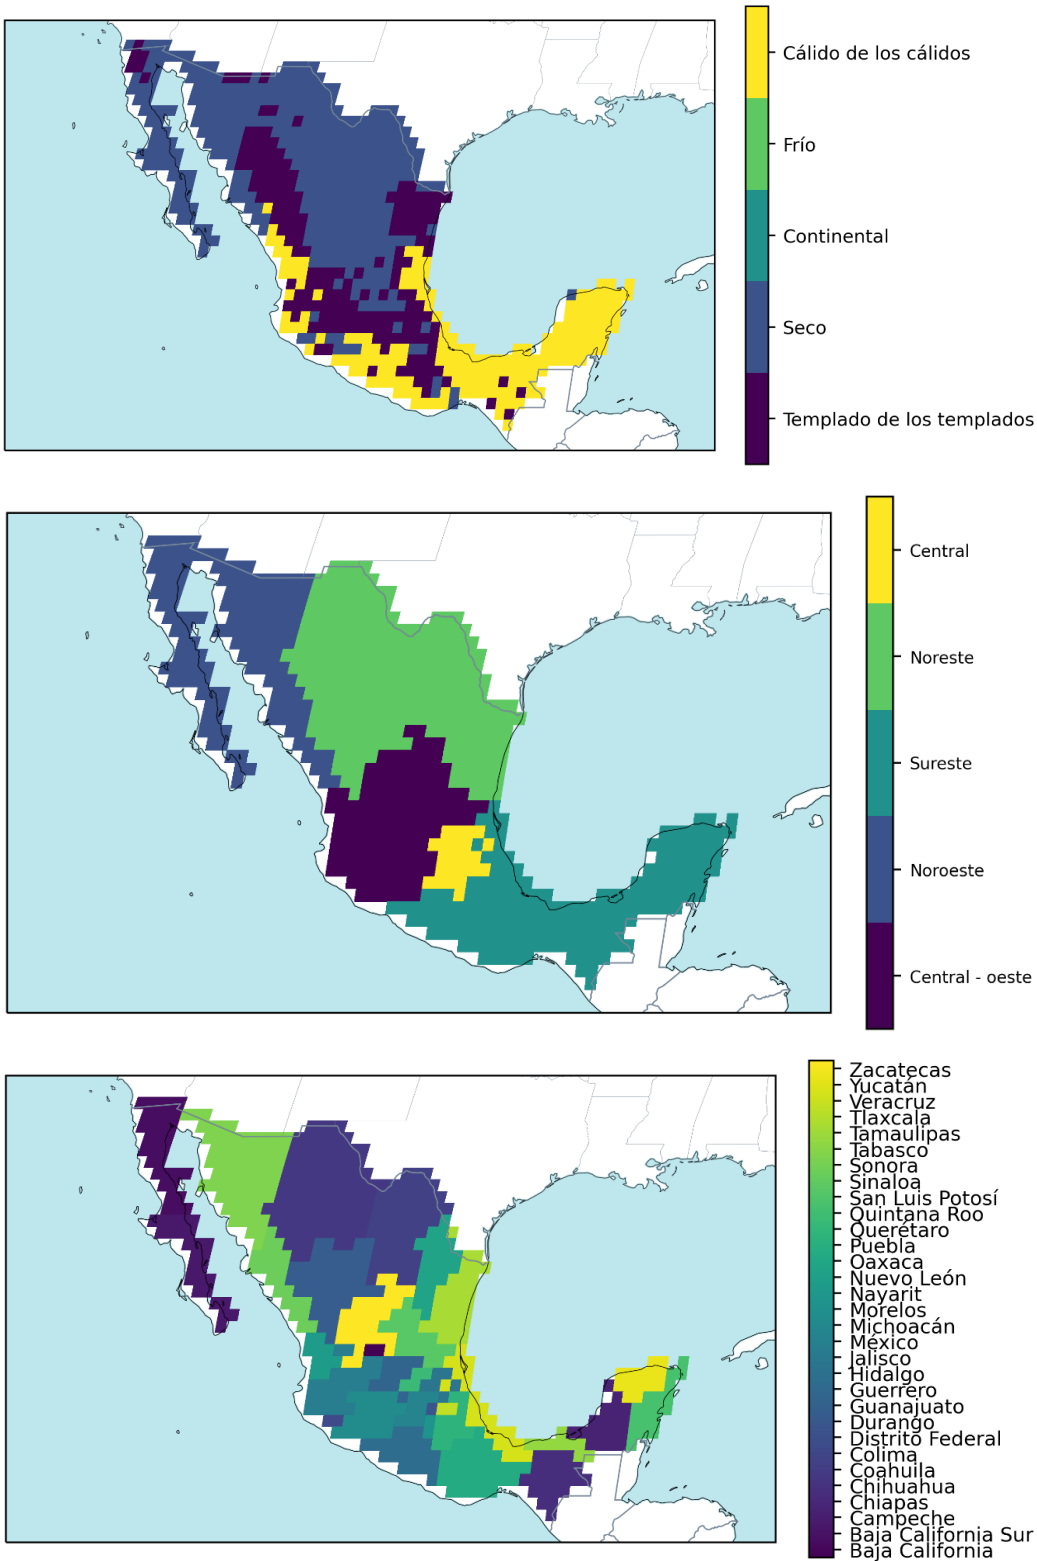 Cálido de los cálidos
Frío
Continental
Seco
Templado de los templados
Central
Noreste
Sureste
Noroeste
Central - oeste
Zacatecas
Yucatán
Veracruz
Tlaxcala
Tamaulipas
Tabasco
Sonora
Sinaloa
San Luis Potosí
Quintana Roo
Querétaro
Puebla
Oaxaca
Nuevo León
Nayarit
Morelos
Michoacán
México
Jalisco
Hidalgo
Guerrero
Guanajuato
Durango
Distrito Federal
Colima
Coahuila
Chihuahua
Chiapas
Campeche
Baja California Sur
Baja California